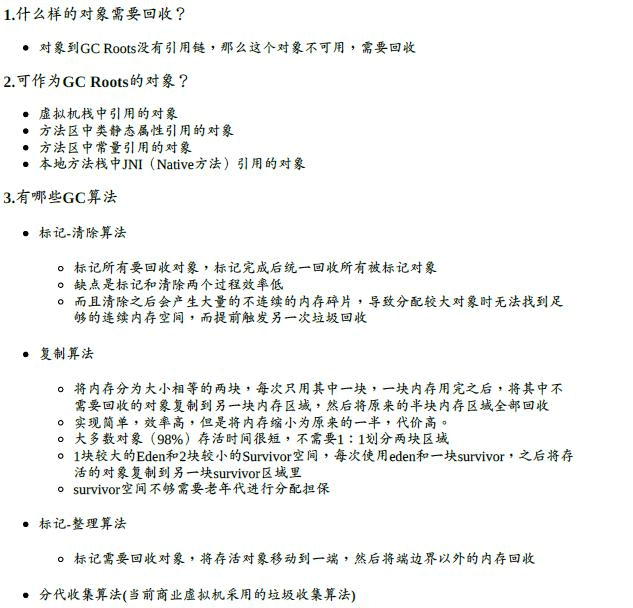 1.什么样的对象需要回收？
对象到GC Roots没有引用链，那么这个对象不可用，需要回收
2.可作为GC Roots的对象？
虚拟机栈中引用的对象
方法区中类静态属性引用的对象
方法区中常量引用的对象
本地方法栈中JNI（Native方法）引用的对象
3.有哪些GC算法
标记-清除算法
标记所有要回收对象，标记完成后统一回收所有被标记对象
缺点是标记和清除两个过程效率低
而且清除之后会产生大量的不连续的内存碎片，导致分配较大对象时无法找到足
够的连续内存空间，而提前触发另一次垃圾回收
复制算法
将内存分为大小相等的两块，每次只用其中一块，一块内存用完之后，将其中不
需要回收的对象复制到另一块内存区域，然后将原来的半块内存区域全部回收
实现简单，效率高，但是将内存缩小为原来的一半，代价高。
大多数对象（98%）存活时间很短，不需要1：1划分两块区域
1块较大的Eden和2块较小的Survivor空间，每次使用eden和一块survivor，之后将存
活的对象复制到另一块survivor区域里
survivor空间不够需要老年代进行分配担保
标记-整理算法
标记需要回收对象，将存活对象移动到一端，然后将端边界以外的内存回收
分代收集算法(当前商业虚拟机采用的垃圾收集算法)